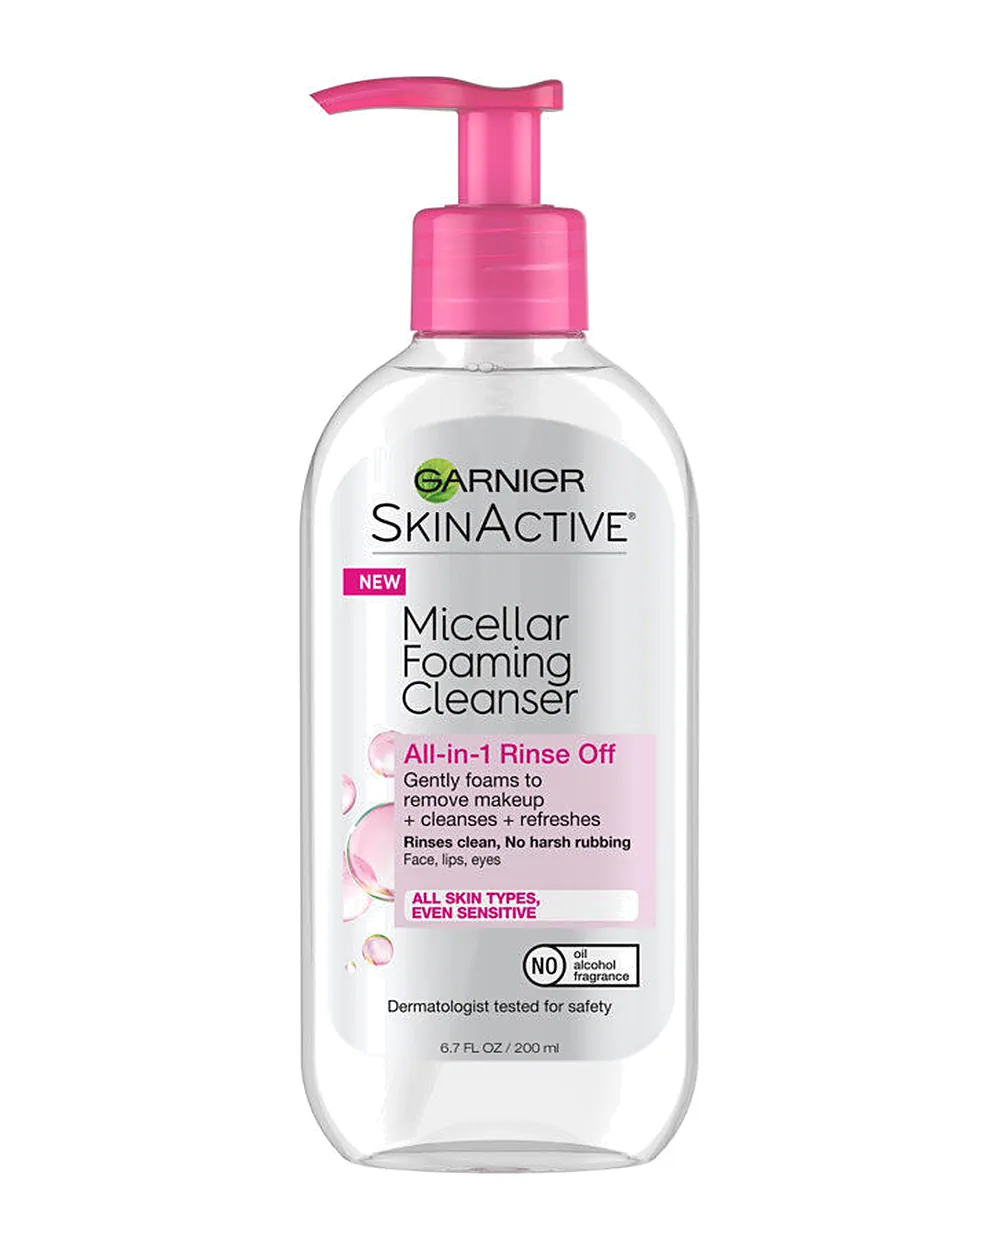 GARNIER
SKINACTIVE®
NEW
Micellar
Foaming
Cleanser
All-in-1 Rinse Off
Gently foams to
remove makeup
+ cleanses + refreshes
Rinses clean, No harsh rubbing
Face, lips, eyes
ALL SKIN TYPES,
EVEN SENSITIVE
NO
oil
alcohol
fragrance
Dermatologist tested for safety
6.7 FL OZ / 200 ml